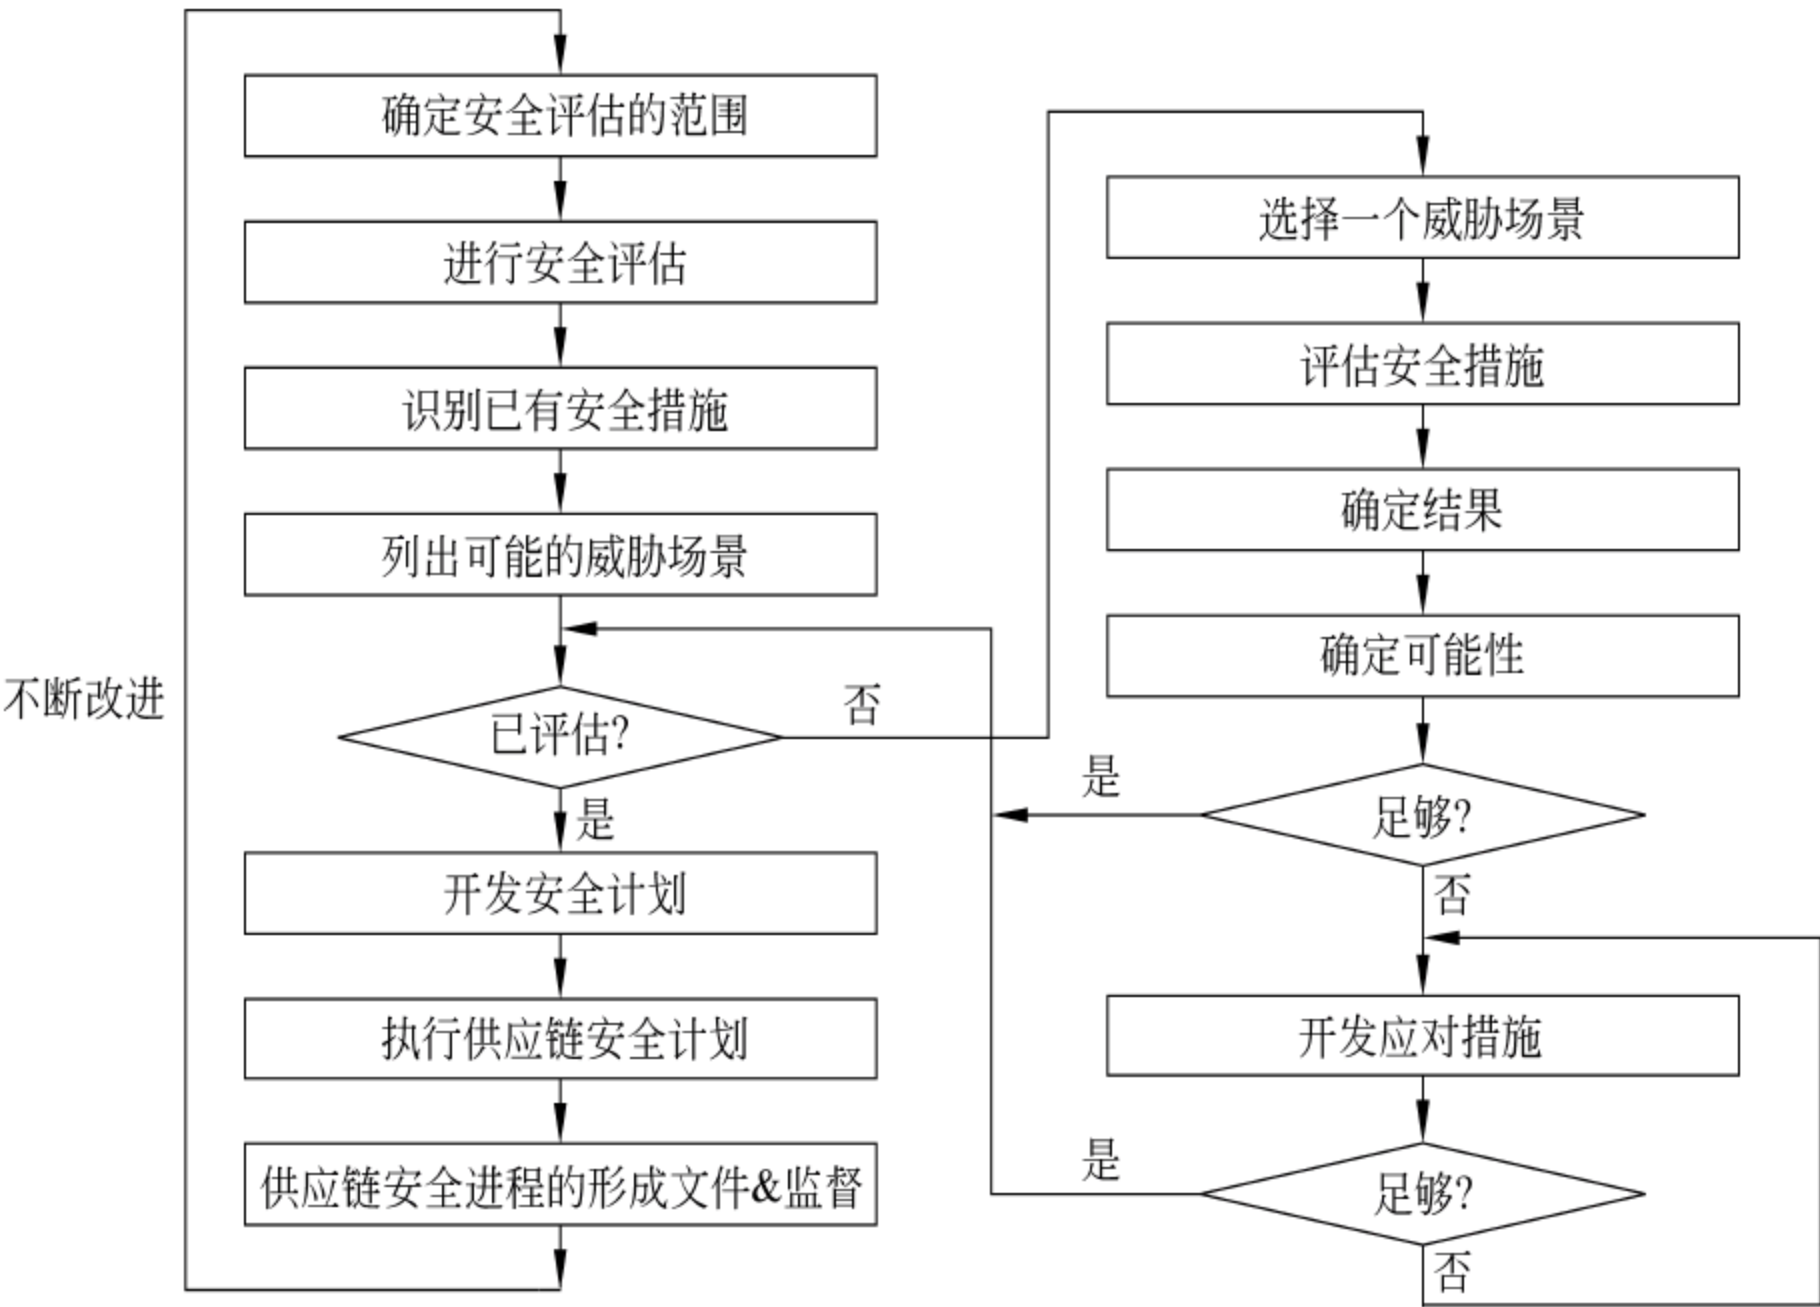 确定安全评估的范围
进行安全评估
识别已有安全措施
列出可能的威胁场景
不断改进
已评估?
否
是
开发安全计划
执行供应链安全计划
供应链安全进程的形成文件&监督
选择一个威胁场景
评估安全措施
确定结果
确定可能性
是
足够?
否
开发应对措施
是
足够?
否